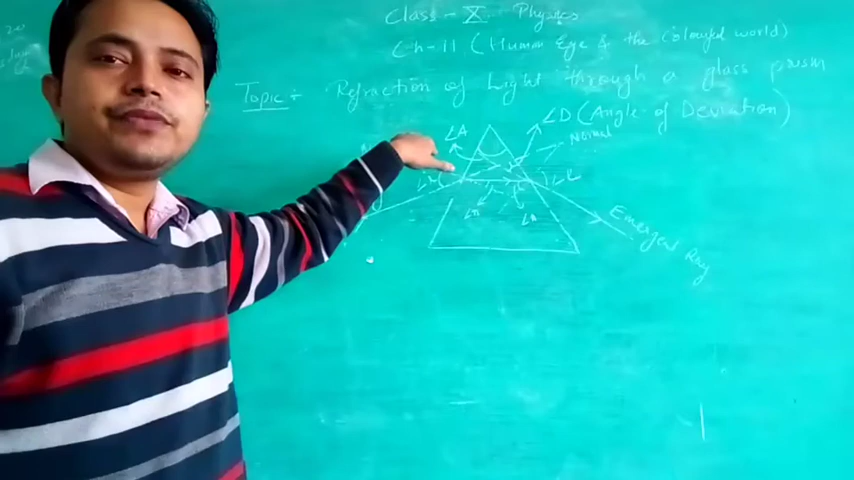 Class - X Physics
Ch-11 (Human Eye & the Colourful world)
Topic :- Refraction of Light through a glass prism
∠A
∠D (Angle of Deviation)
Normal
∠e
∠r
∠r
Emergent Ray